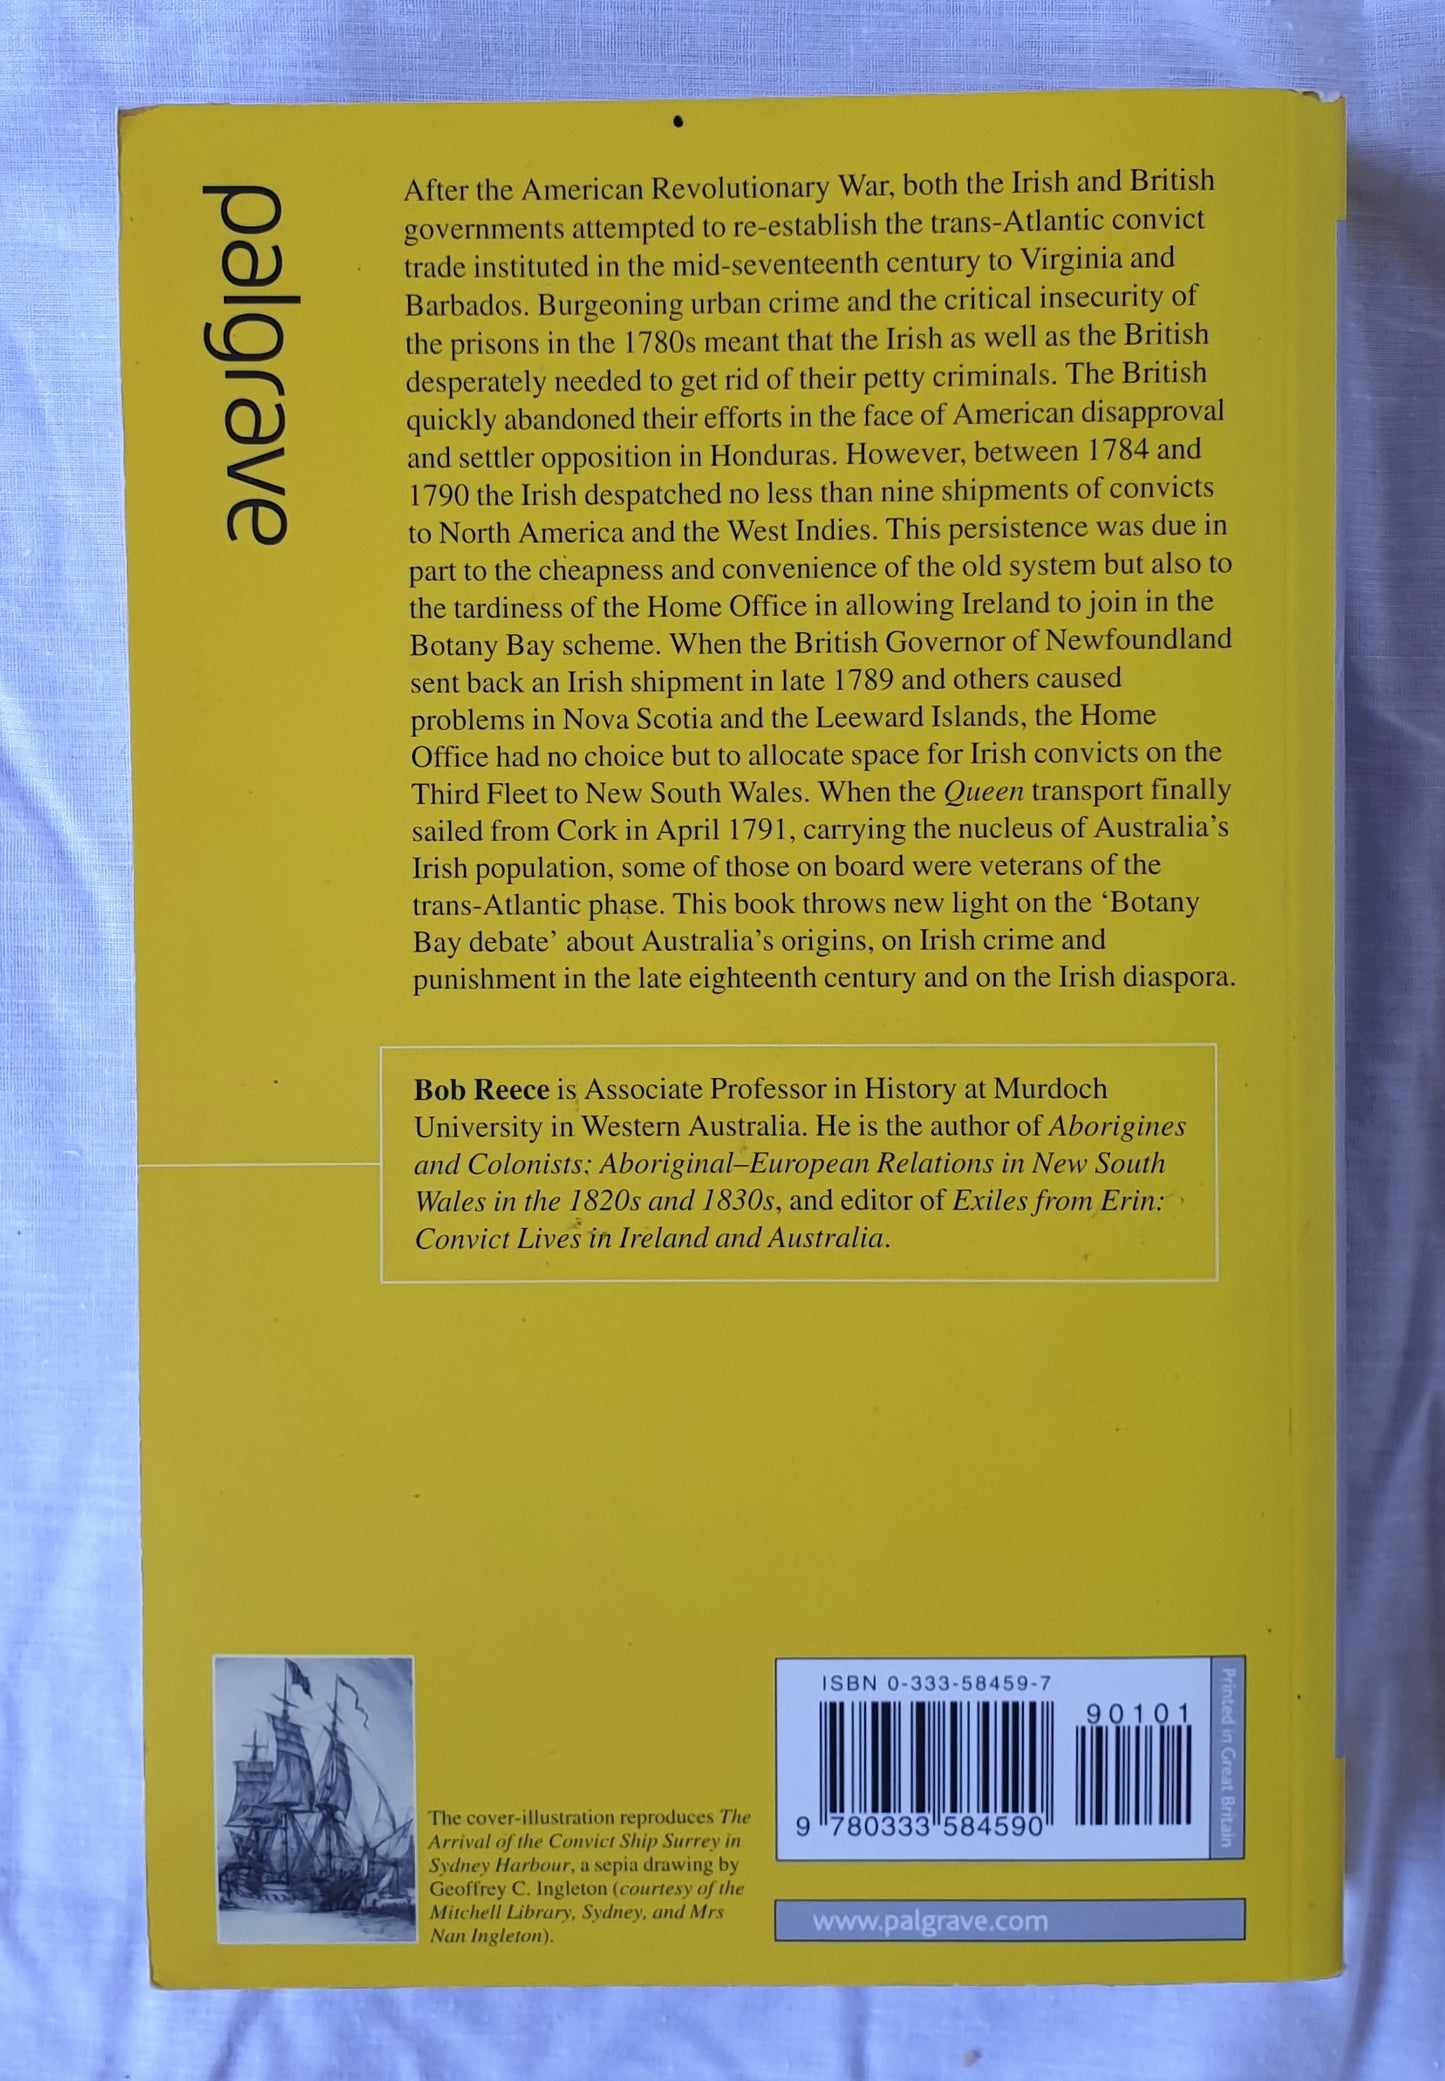 palgrave
After the American Revolutionary War, both the Irish and British
governments attempted to re-establish the trans-Atlantic convict
trade instituted in the mid-seventeenth century to Virginia and
Barbados. Burgeoning urban crime and the critical insecurity of
the prisons in the 1780s meant that the Irish as well as the British
desperately needed to get rid of their petty criminals. The British
quickly abandoned their efforts in the face of American disapproval
and settler opposition in Honduras. However, between 1784 and
1790 the Irish despatched no less than nine shipments of convicts
to North America and the West Indies. This persistence was due in
part to the cheapness and convenience of the old system but also to
the tardiness of the Home Office in allowing Ireland to join in the
Botany Bay scheme. When the British Governor of Newfoundland
sent back an Irish shipment in late 1789 and others caused
problems in Nova Scotia and the Leeward Islands, the Home
Office had no choice but to allocate space for Irish convicts on the
Third Fleet to New South Wales. When the Queen transport finally
sailed from Cork in April 1791, carrying the nucleus of Australia's
Irish population, some of those on board were veterans of the
trans-Atlantic phase. This book throws new light on the ‘Botany
Bay debate’ about Australia's origins, on Irish crime and
punishment in the late eighteenth century and on the Irish diaspora.
Bob Reece is Associate Professor in History at Murdoch
University in Western Australia. He is the author of Aborigines
and Colonists: Aboriginal–European Relations in New South
Wales in the 1820s and 1830s, and editor of Exiles from Erin:
Convict Lives in Ireland and Australia.
The cover-illustration reproduces The
Arrival of the Convict Ship Surrey in
Sydney Harbour, a sepia drawing by
Geoffrey C. Ingleton (courtesy of the
Mitchell Library, Sydney, and Mrs
Nan Ingleton).
ISBN 0-333-58459-7
90101
9 780333 584590
Printed in Great Britain
www.palgrave.com